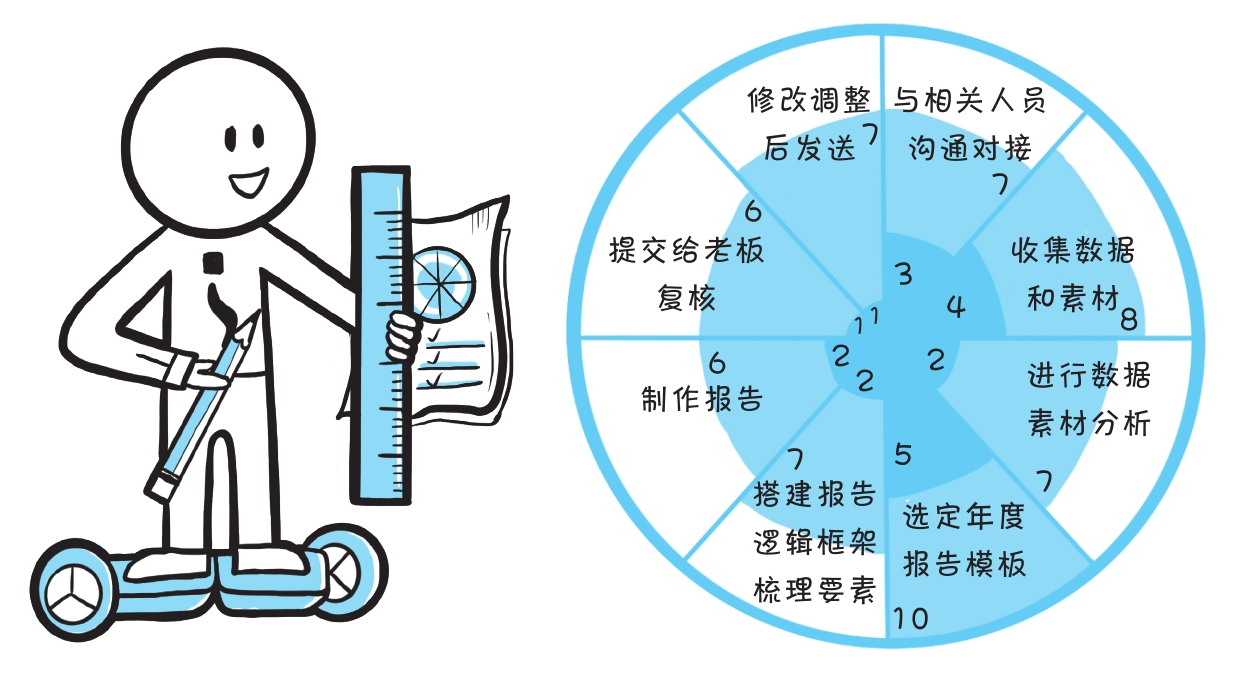 修改调整
后发送
7
与相关人员
沟通对接
7
3
收集数据
和素材
8
4
进行数据
素材分析
7
2
选定年度
报告模板
10
5
7
搭建报告
逻辑框架
梳理要素
2
6
制作报告
2
6
提交给老板
复核
1
1